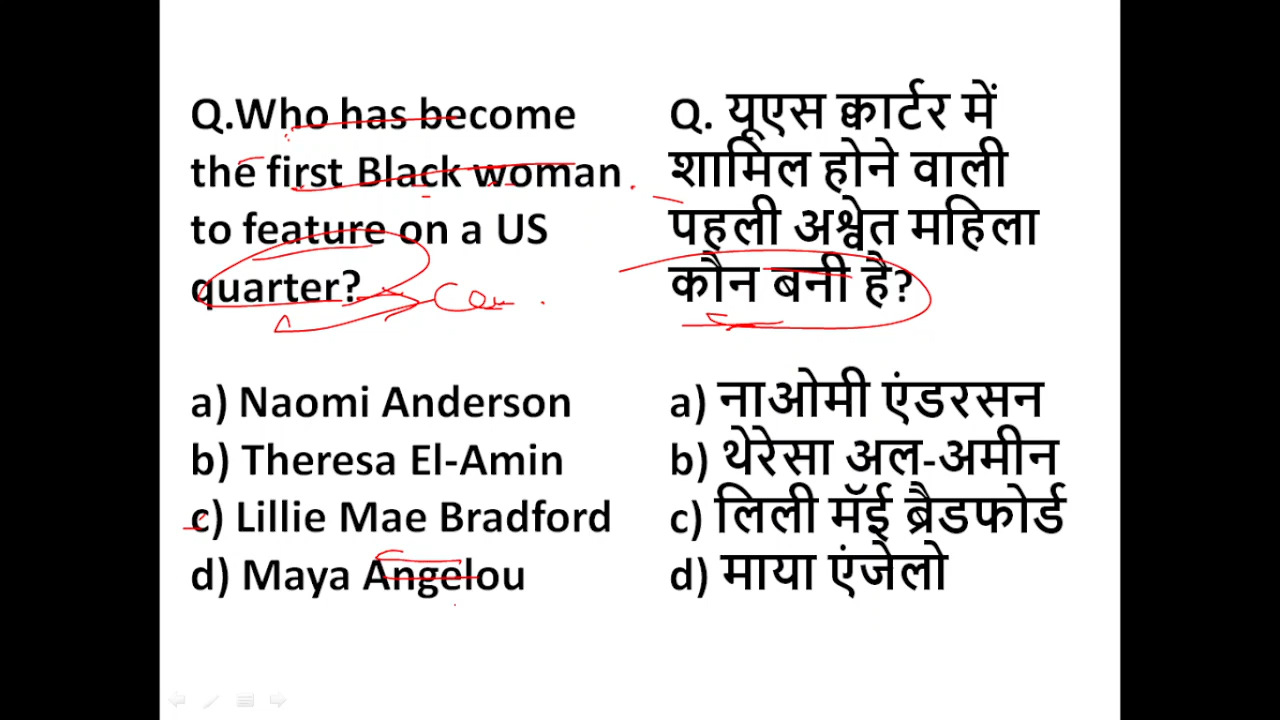 Q.Who has become
the first Black woman
to feature on a US
quarter?
a) Naomi Anderson
b) Theresa El-Amin
c) Lillie Mae Bradford
d) Maya Angelou
Q. यूएस क्वार्टर में
शामिल होने वाली
पहली अश्वेत महिला
कौन बनी है?
a) नाओमी एंडरसन
b) थेरेसा अल-अमीन
c) लिली मॅई ब्रैडफोर्ड
d) माया एंजेलो